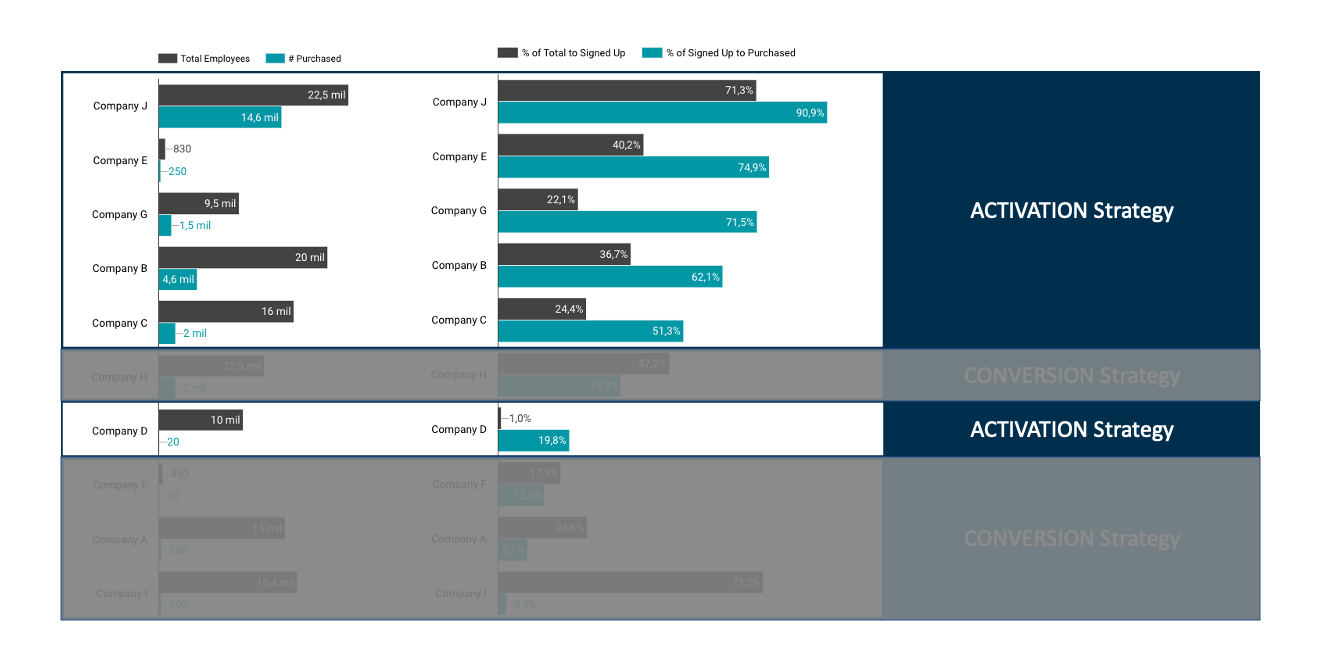 Total Employees # Purchased
% of Total to Signed Up % of Signed Up to Purchased
Company J 22,5 mil 14,6 mil
Company J 71,3% 90,9%
Company E 830 250
Company E 40,2% 74,9%
ACTIVATION Strategy
Company G 9,5 mil 1,5 mil
Company G 22,1% 71,5%
Company B 20 mil 4,6 mil
Company B 36,7% 62,1%
Company C 16 mil 2 mil
Company C 24,4% 51,3%
Company H 12,5 mil 2 mil
Company H 47,2% 33,9%
CONVERSION Strategy
Company D 10 mil 20
Company D 1,0% 19,8%
ACTIVATION Strategy
Company F 450 10
Company F 17,3% 12,8%
Company A 15 mil 300
Company A 24,6% 8,1%
CONVERSION Strategy
Company I 16,4 mil 300
Company I 73,2% 2,5%